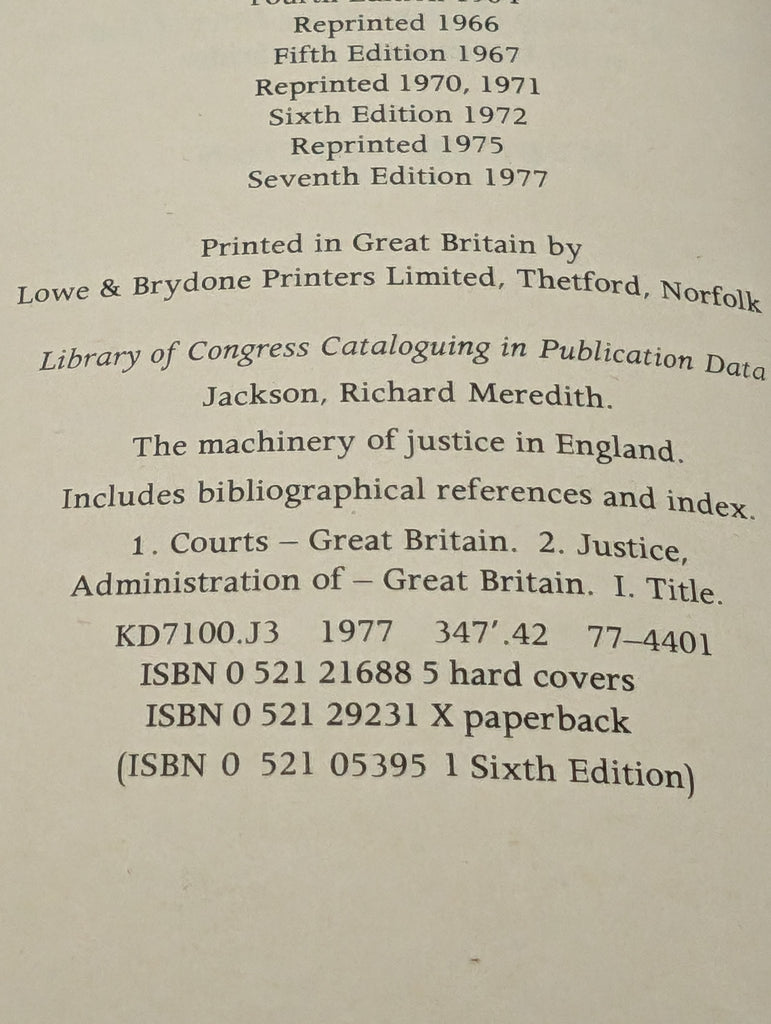 Fourth Edition 1964
Reprinted 1966
Fifth Edition 1967
Reprinted 1970, 1971
Sixth Edition 1972
Reprinted 1975
Seventh Edition 1977
Printed in Great Britain by
Lowe & Brydone Printers Limited, Thetford, Norfolk
Library of Congress Cataloguing in Publication Data
Jackson, Richard Meredith.
The machinery of justice in England.
Includes bibliographical references and index.
1. Courts – Great Britain. 2. Justice,
Administration of – Great Britain. I. Title.
KD7100.J3 1977 347'.42 77–4401
ISBN 0 521 21688 5 hard covers
ISBN 0 521 29231 X paperback
(ISBN 0 521 05395 1 Sixth Edition)